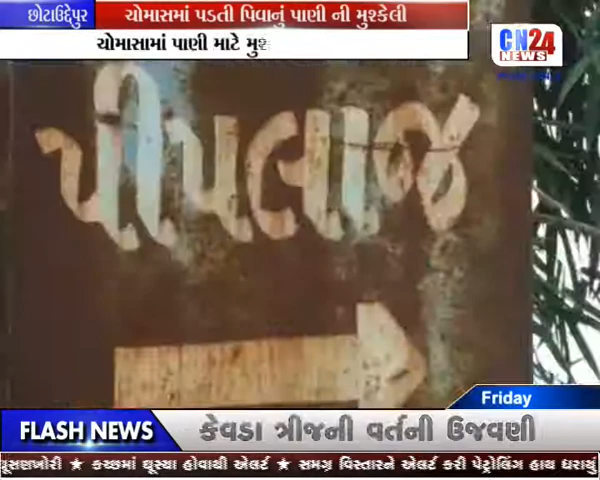 છોટાઉદ્દેપુર
ચોમાસમાં પડતી પિવાનું પાણી ની મુશ્કેલી
ચોમાસામાં પાણી માટે મુશ્
CN24
NEWS
પીપલાજ
Friday
FLASH NEWS
કેવડા ત્રીજની વર્તની ઉજવણી
ઘૂસણખોરી ★ કચ્છમાં ઘૂસ્યા હોવાથી એલર્ટ ★ સમગ્ર વિસ્તારને એલર્ટ કરી પેટ્રોલિંગ હાથ ધરાયું